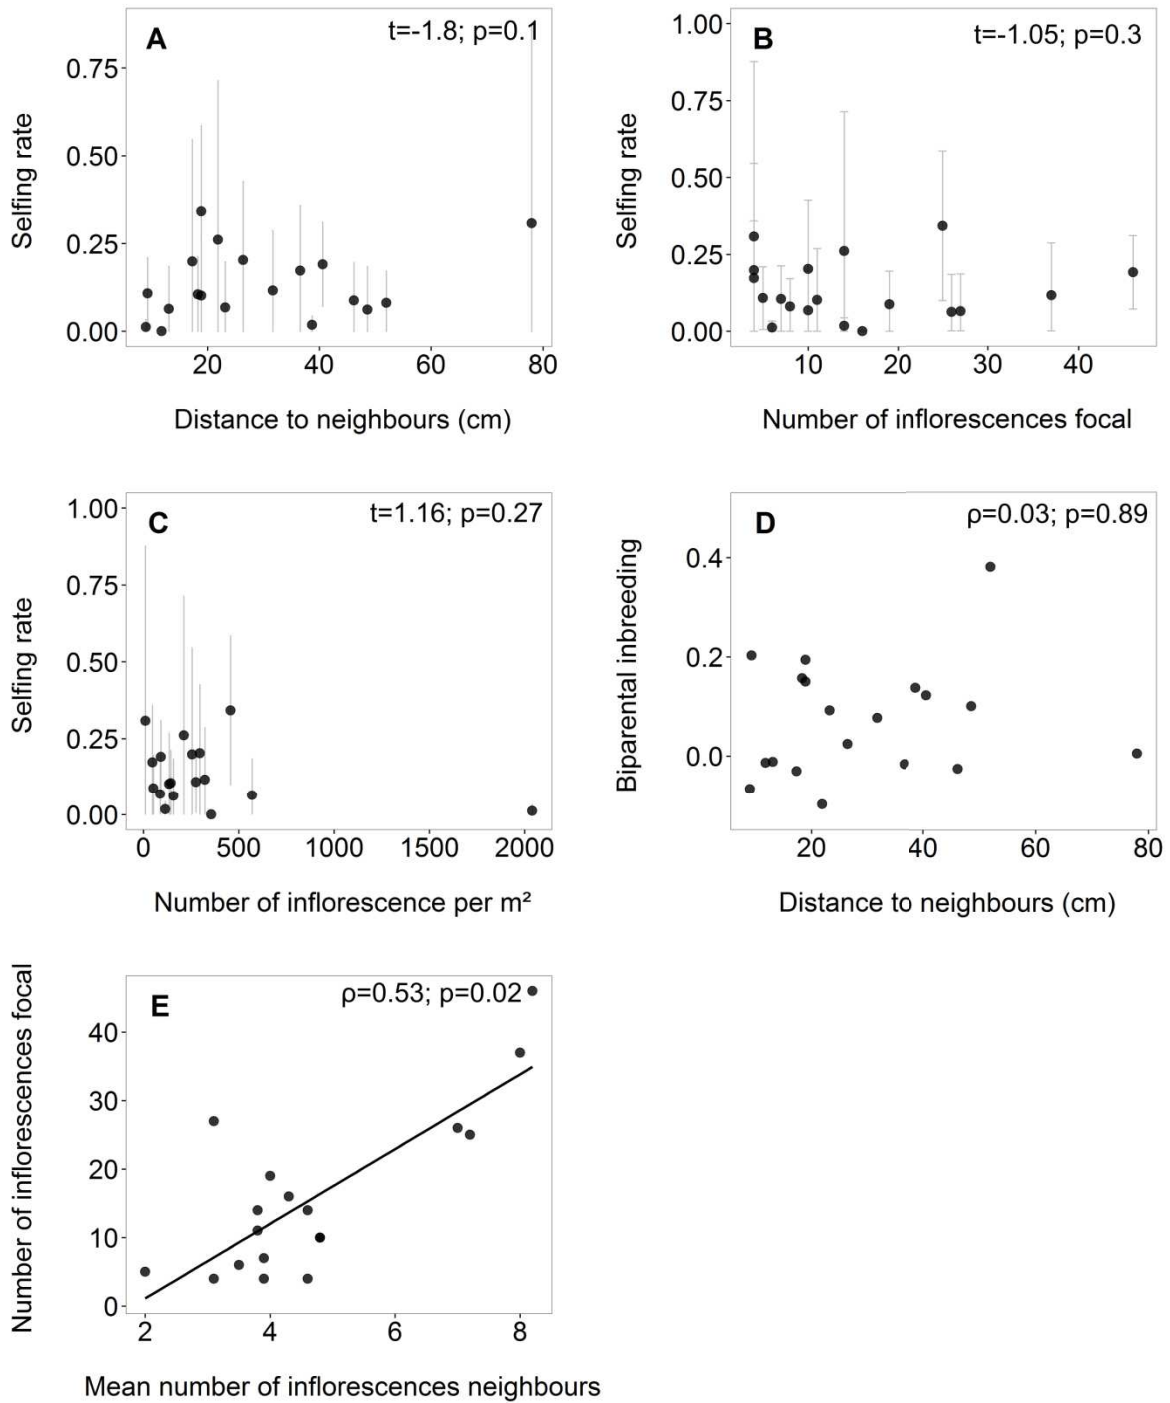 A
t=-1.8; p=0.1
Selfing rate
0.75
0.50
0.25
0.00
20
40
60
80
Distance to neighbours (cm)
B
t=-1.05; p=0.3
Selfing rate
1.00
0.75
0.50
0.25
0.00
10
20
30
40
Number of inflorescences focal
C
t=1.16; p=0.27
Selfing rate
1.00
0.75
0.50
0.25
0.00
0
500
1000
1500
2000
Number of inflorescence per m²
D
ρ=0.03; p=0.89
Biparental inbreeding
0.4
0.2
0.0
20
40
60
80
Distance to neighbours (cm)
E
ρ=0.53; p=0.02
Number of inflorescences focal
40
30
20
10
0
2
4
6
8
Mean number of inflorescences neighbours